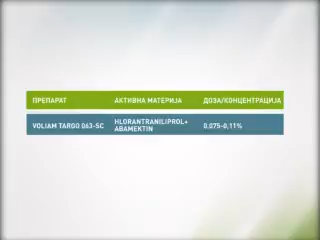 ПРЕПАРАТ АКТИВНА МАТЕРИЈА ДОЗА/КОНЦЕНТРАЦИЈА
VOLIAM TARGO 063-SC HLORANTRANILIPROL+ ABAMEKTIN 0,075-0,11%